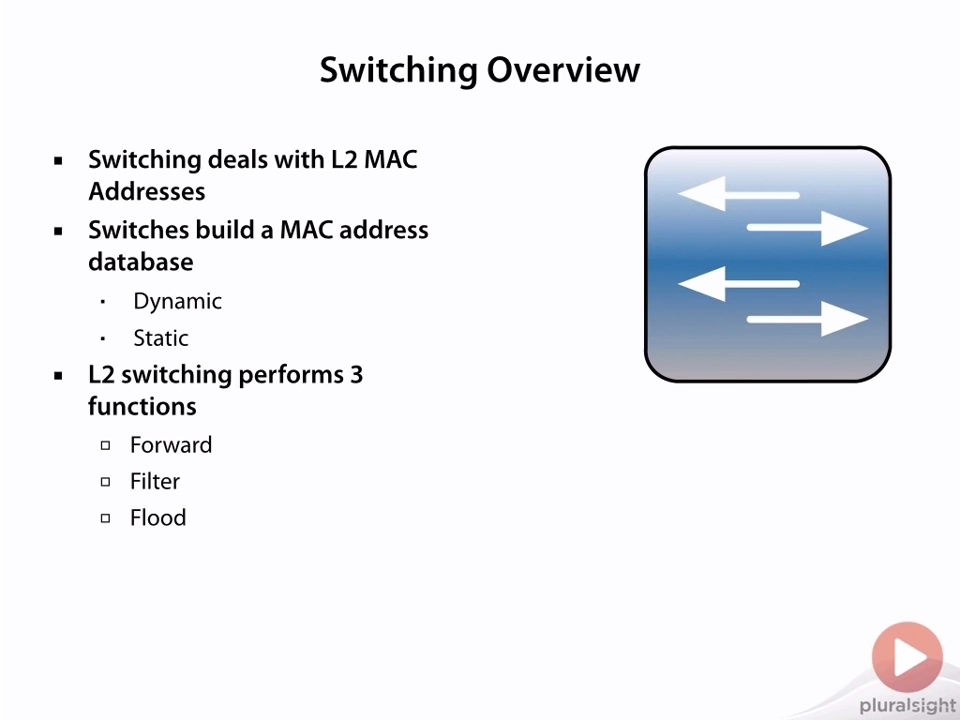 Switching Overview
Switching deals with L2 MAC
Addresses
Switches build a MAC address
database
Dynamic
Static
L2 switching performs 3
functions
Forward
Filter
Flood
pluralsight